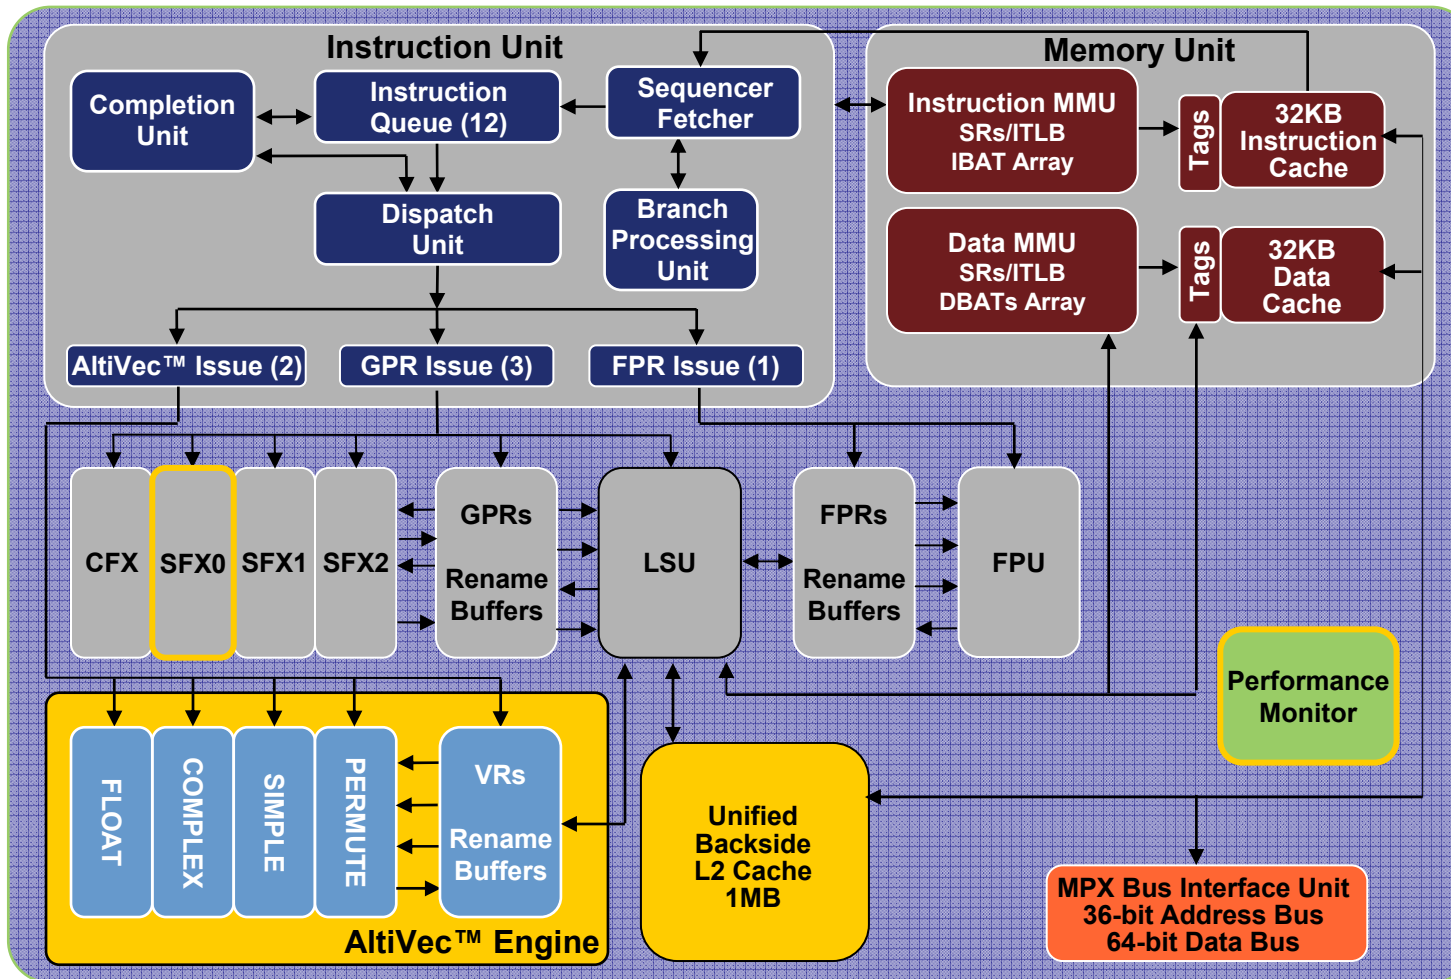 Instruction Unit
Completion
Unit
Instruction
Queue (12)
Sequencer
Fetcher
Dispatch
Unit
Branch
Processing
Unit
AltiVec™ Issue (2)
GPR Issue (3)
FPR Issue (1)
Memory Unit
Instruction MMU
SRs/ITLB
IBAT Array
Tags
32KB
Instruction
Cache
Data MMU
SRs/ITLB
DBATs Array
Tags
32KB
Data
Cache
CFX
SFX0
SFX1
SFX2
GPRs
Rename
Buffers
LSU
FPRs
Rename
Buffers
FPU
Performance
Monitor
FLOAT
COMPLEX
SIMPLE
PERMUTE
VRs
Rename
Buffers
AltiVec™ Engine
Unified
Backside
L2 Cache
1MB
MPX Bus Interface Unit
36-bit Address Bus
64-bit Data Bus